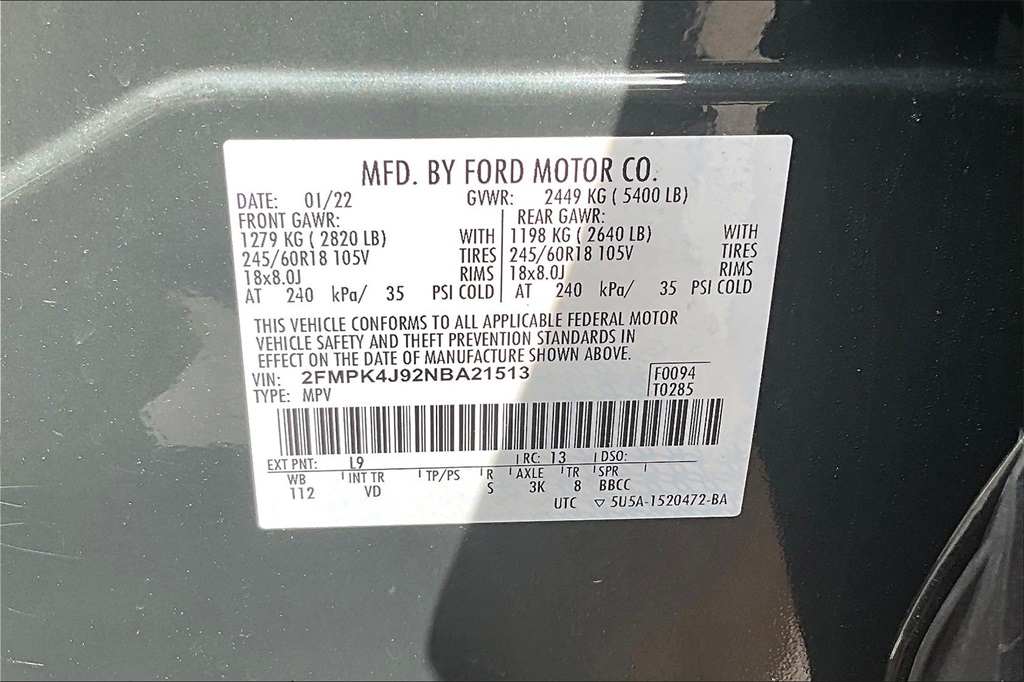 MFD. BY FORD MOTOR CO.
DATE: 01/22 GVWR: 2449 KG ( 5400 LB)
FRONT GAWR: REAR GAWR:
1279 KG ( 2820 LB) WITH 1198 KG ( 2640 LB) WITH
245/60R18 105V TIRES 245/60R18 105V TIRES
18x8.0J RIMS 18x8.0J RIMS
AT 240 kPa/ 35 PSI COLD AT 240 kPa/ 35 PSI COLD
THIS VEHICLE CONFORMS TO ALL APPLICABLE FEDERAL MOTOR
VEHICLE SAFETY AND THEFT PREVENTION STANDARDS IN
EFFECT ON THE DATE OF MANUFACTURE SHOWN ABOVE.
VIN: 2FMPK4J92NBA21513 F0094
TYPE: MPV T0285
EXT PNT: L9 RC: 13 DSO:
WB INT TR TP/PS R AXLE TR SPR
112 VD S 3K 8 BBCC
UTC ▽ 5U5A-1520472-BA